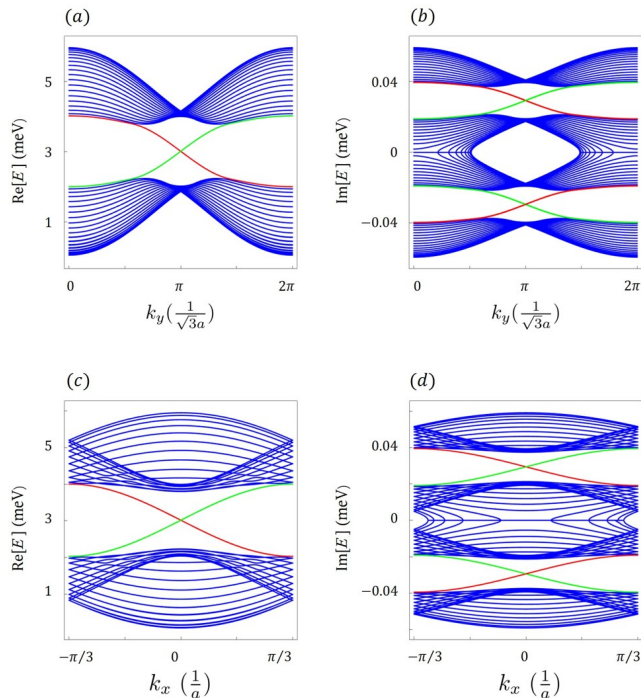 (a)
(b)
Re[E] (meV)
5
3
1
0
π
2π
k_y(1/√3a)
Im[E] (meV)
0.04
0
−0.04
0
π
2π
k_y(1/√3a)
(c)
(d)
Re[E] (meV)
5
3
1
−π/3
0
π/3
k_x (1/a)
Im[E] (meV)
0.04
0
−0.04
−π/3
0
π/3
k_x (1/a)